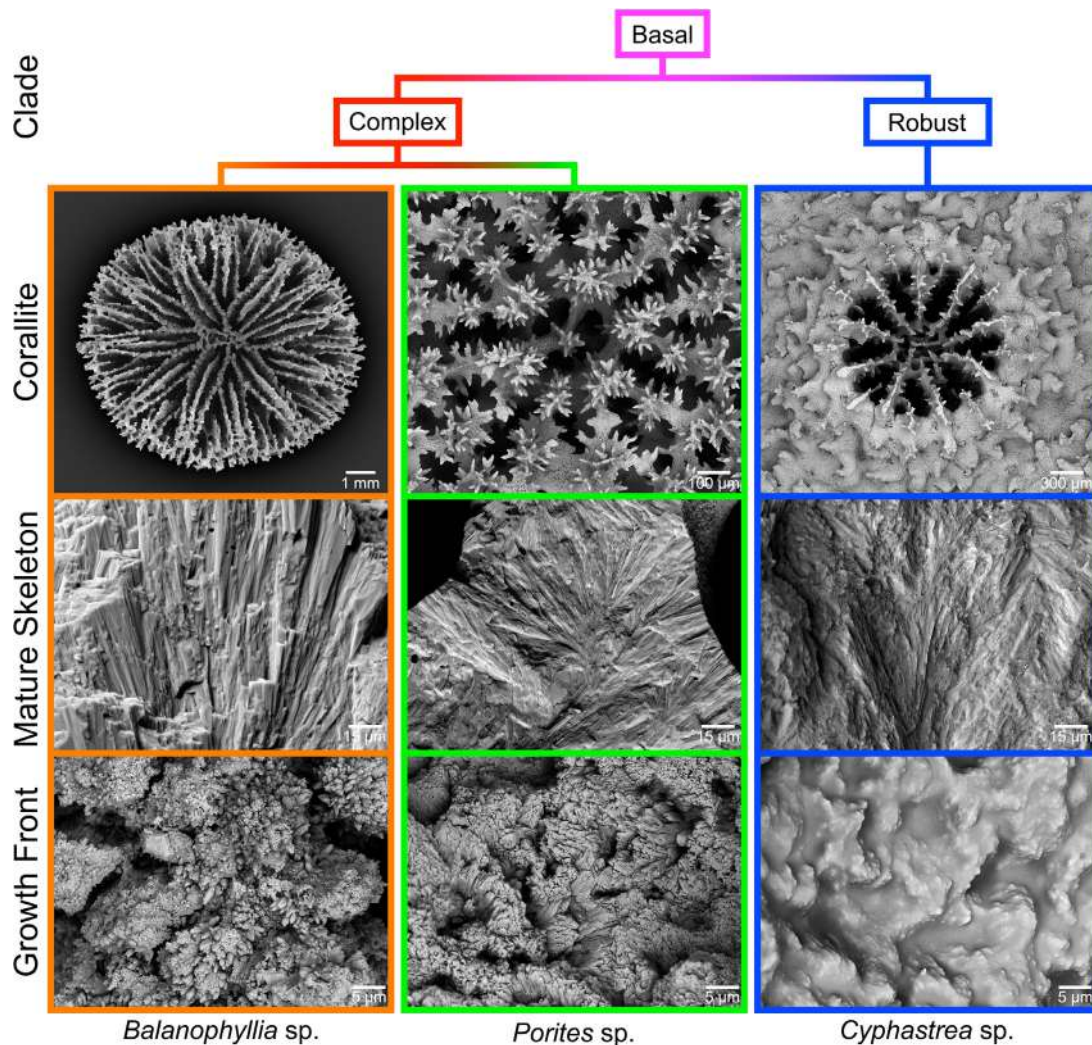 Clade
Basal
Complex
Robust
Corallite
1 mm
100 µm
300 µm
Mature Skeleton
15 µm
15 µm
15 µm
Growth Front
5 µm
5 µm
5 µm
Balanophyllia sp.
Porites sp.
Cyphastrea sp.